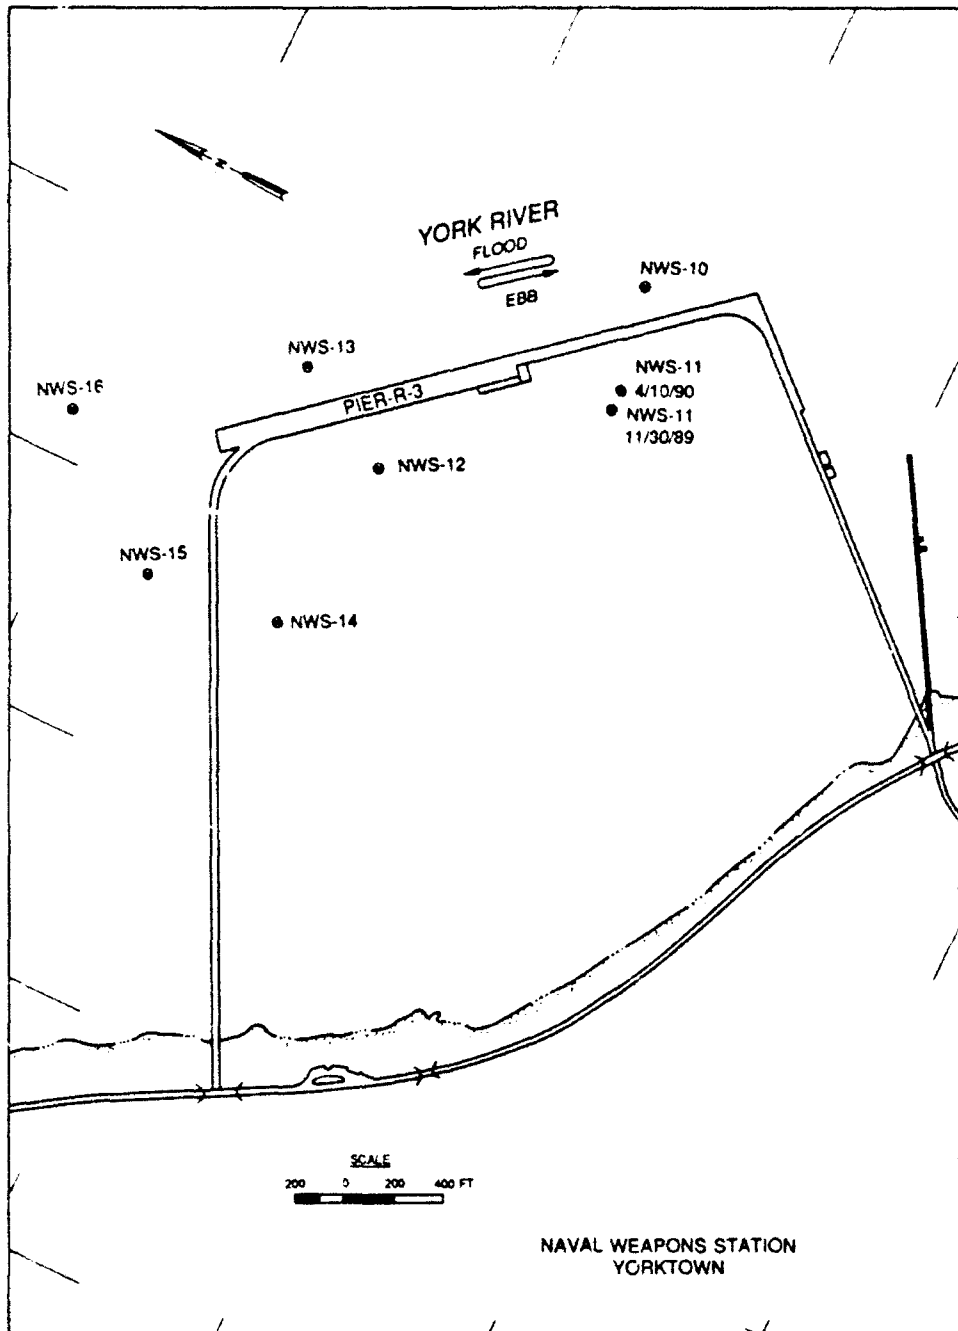 N
YORK RIVER
FLOOD
EBB
NWS-10
NWS-13
NWS-11
4/10/90
NWS-16
PIER-R-3
NWS-11
11/30/89
NWS-12
NWS-15
NWS-14
SCALE
200 0 200 400 FT
NAVAL WEAPONS STATION
YORKTOWN